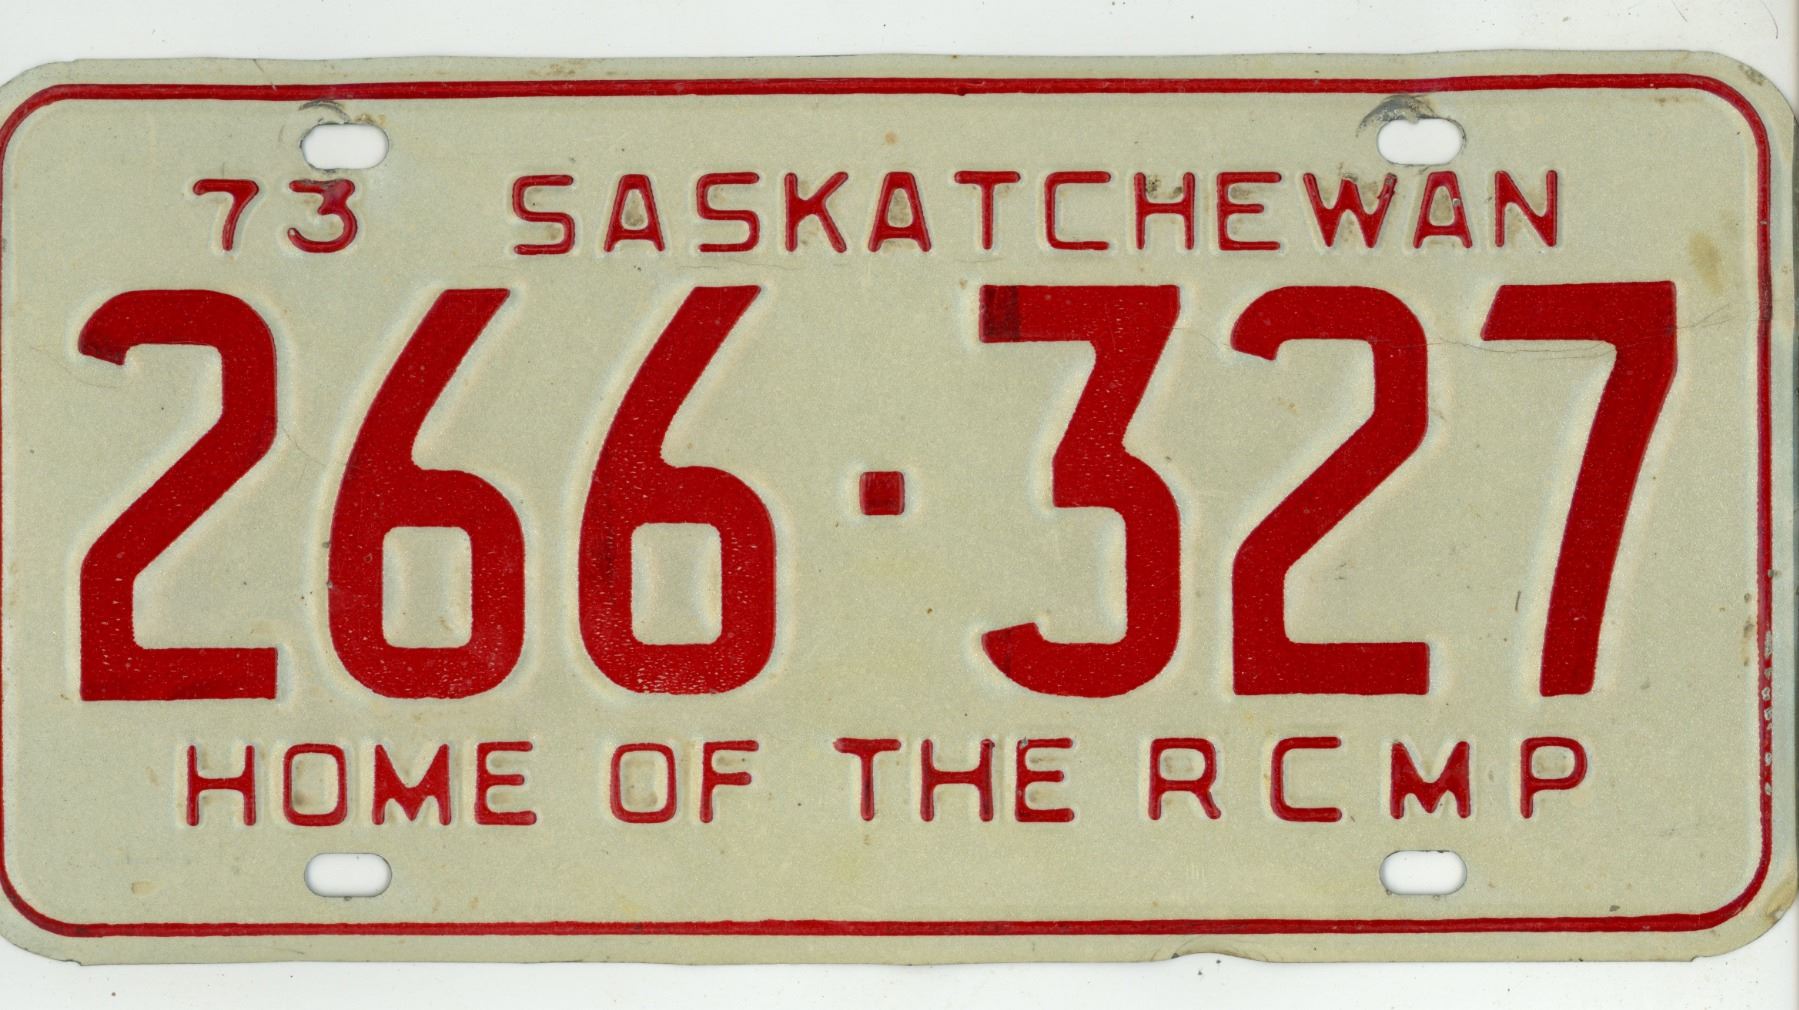 73 SASKATCHEWAN
266·327
HOME OF THE RCMP